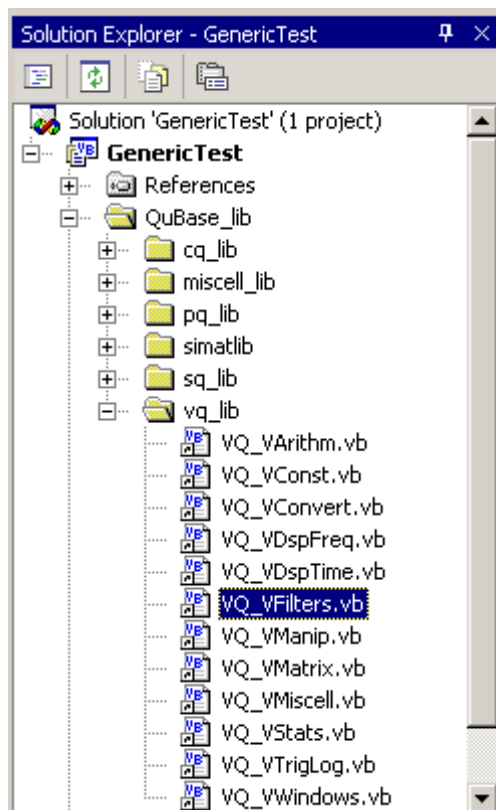 Solution Explorer - GenericTest
Solution 'GenericTest' (1 project)
GenericTest
References
QuBase_lib
cq_lib
miscell_lib
pq_lib
simatlib
sq_lib
vq_lib
VQ_VArithm.vb
VQ_VConst.vb
VQ_VConvert.vb
VQ_VDspFreq.vb
VQ_VDspTime.vb
VQ_VFilters.vb
VQ_VManip.vb
VQ_VMatrix.vb
VQ_VMiscell.vb
VQ_VStats.vb
VQ_VTrigLog.vb
VQ_VWindows.vb